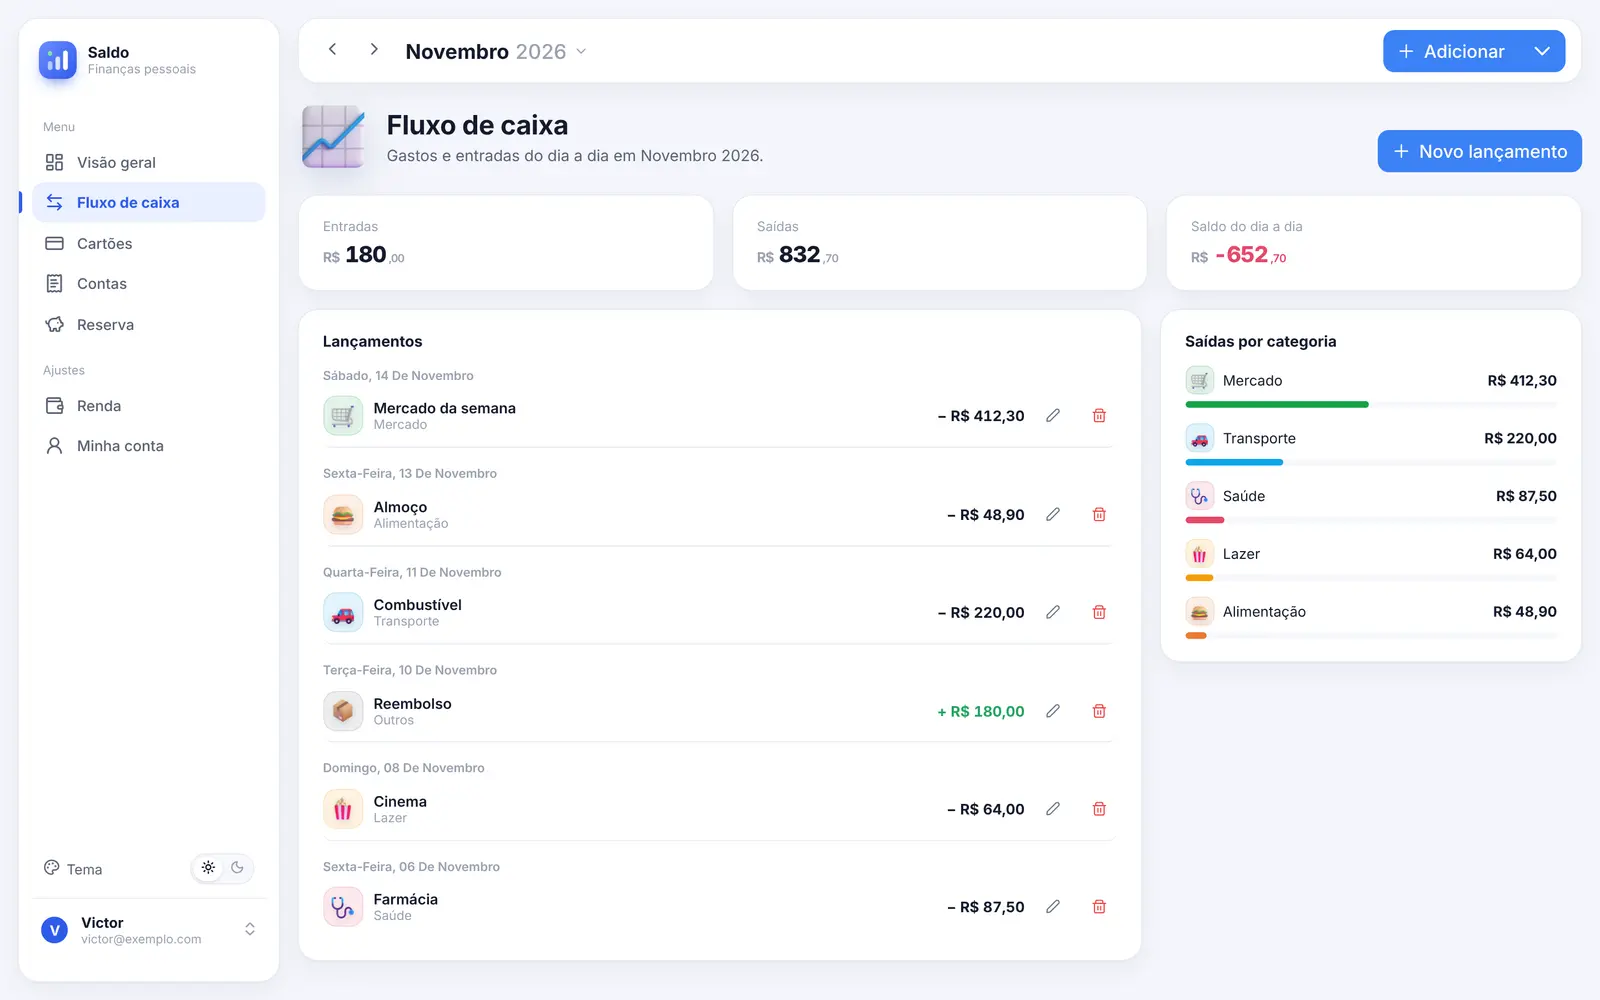 Saldo
Finanças pessoais
Menu
Visão geral
Fluxo de caixa
Cartões
Contas
Reserva
Ajustes
Renda
Minha conta
Tema
V
Victor
victor@exemplo.com
Novembro 2026
Adicionar
Fluxo de caixa
Gastos e entradas do dia a dia em Novembro 2026.
Novo lançamento
Entradas
R$ 180,00
Saídas
R$ 832,70
Saldo do dia a dia
R$ -652,70
Lançamentos
Sábado, 14 De Novembro
Mercado da semana
Mercado
– R$ 412,30
Sexta-Feira, 13 De Novembro
Almoço
Alimentação
– R$ 48,90
Quarta-Feira, 11 De Novembro
Combustível
Transporte
– R$ 220,00
Terça-Feira, 10 De Novembro
Reembolso
Outros
+ R$ 180,00
Domingo, 08 De Novembro
Cinema
Lazer
– R$ 64,00
Sexta-Feira, 06 De Novembro
Farmácia
Saúde
– R$ 87,50
Saídas por categoria
Mercado R$ 412,30
Transporte R$ 220,00
Saúde R$ 87,50
Lazer R$ 64,00
Alimentação R$ 48,90